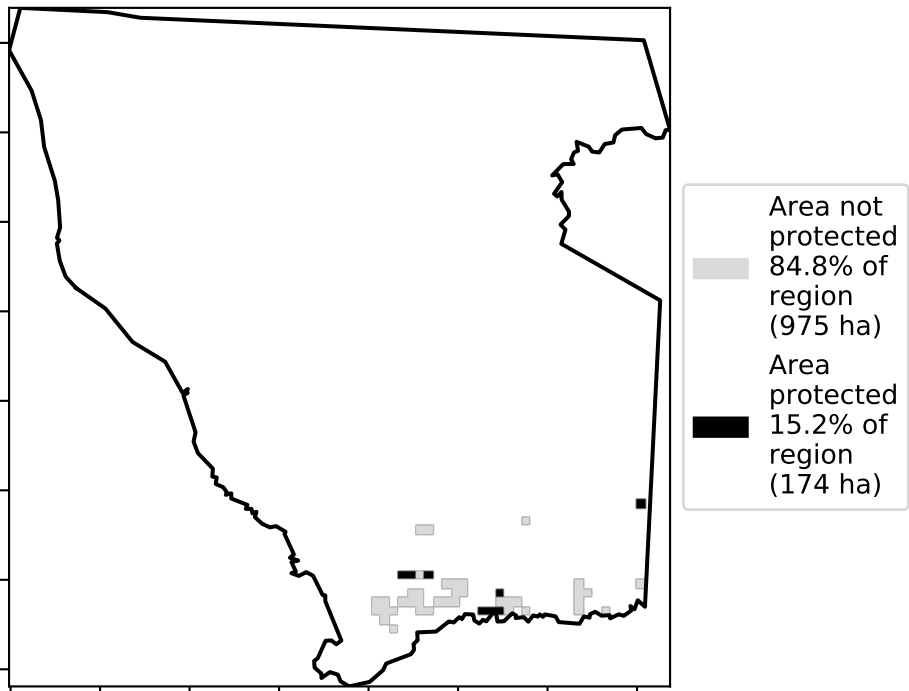 Area not
protected
84.8% of
region
(975 ha)
Area
protected
15.2% of
region
(174 ha)